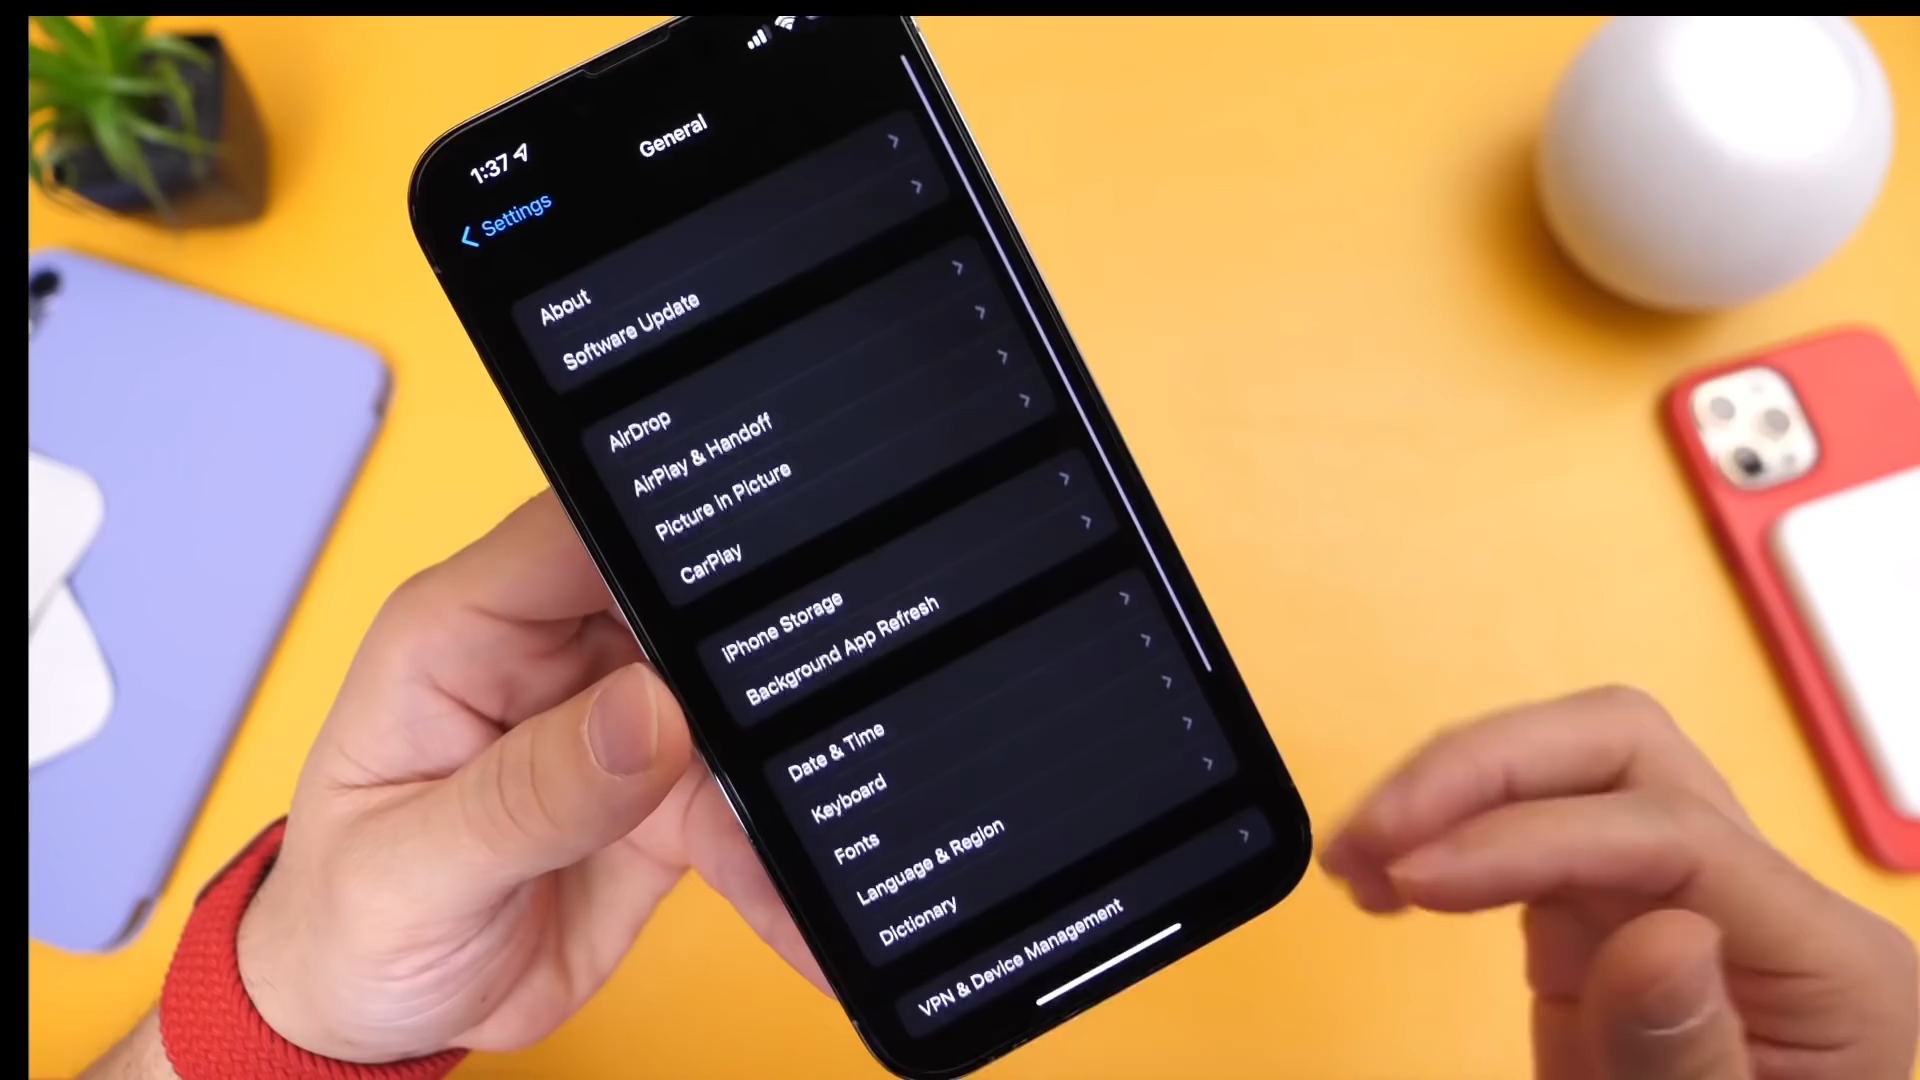 1:37
General
Settings
About
Software Update
AirDrop
AirPlay & Handoff
Picture in Picture
CarPlay
iPhone Storage
Background App Refresh
Date & Time
Keyboard
Fonts
Language & Region
Dictionary
VPN & Device Management